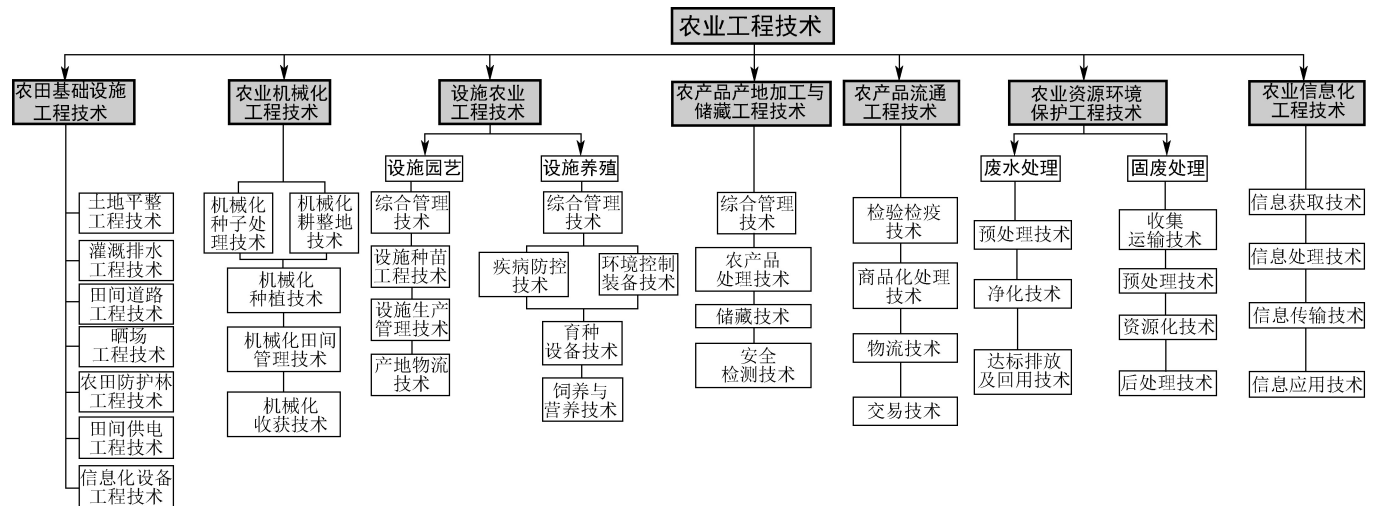 农业工程技术
农田基础设施
工程技术
土地平整
工程技术
灌溉排水
工程技术
田间道路
工程技术
晒场
工程技术
农田防护林
工程技术
田间供电
工程技术
信息化设备
工程技术
农业机械化
工程技术
机械化
种子处
理技术
机械化
耕整地
技术
机械化
种植技术
机械化田间
管理技术
机械化
收获技术
设施农业
工程技术
设施园艺
综合管理
技术
设施种苗
工程技术
设施生产
管理技术
产地物流
技术
设施养殖
综合管理
技术
疾病防控
技术
环境控制
装备技术
育种
设备技术
饲养与
营养技术
农产品产地加工与
储藏工程技术
综合管理
技术
农产品
处理技术
储藏技术
安全
检测技术
农产品流通
工程技术
检验检疫
技术
商品化处理
技术
物流技术
交易技术
农业资源环境
保护工程技术
废水处理
预处理技术
净化技术
达标排放
及回用技术
固废处理
收集
运输技术
预处理技术
资源化技术
后处理技术
农业信息化
工程技术
信息获取技术
信息处理技术
信息传输技术
信息应用技术